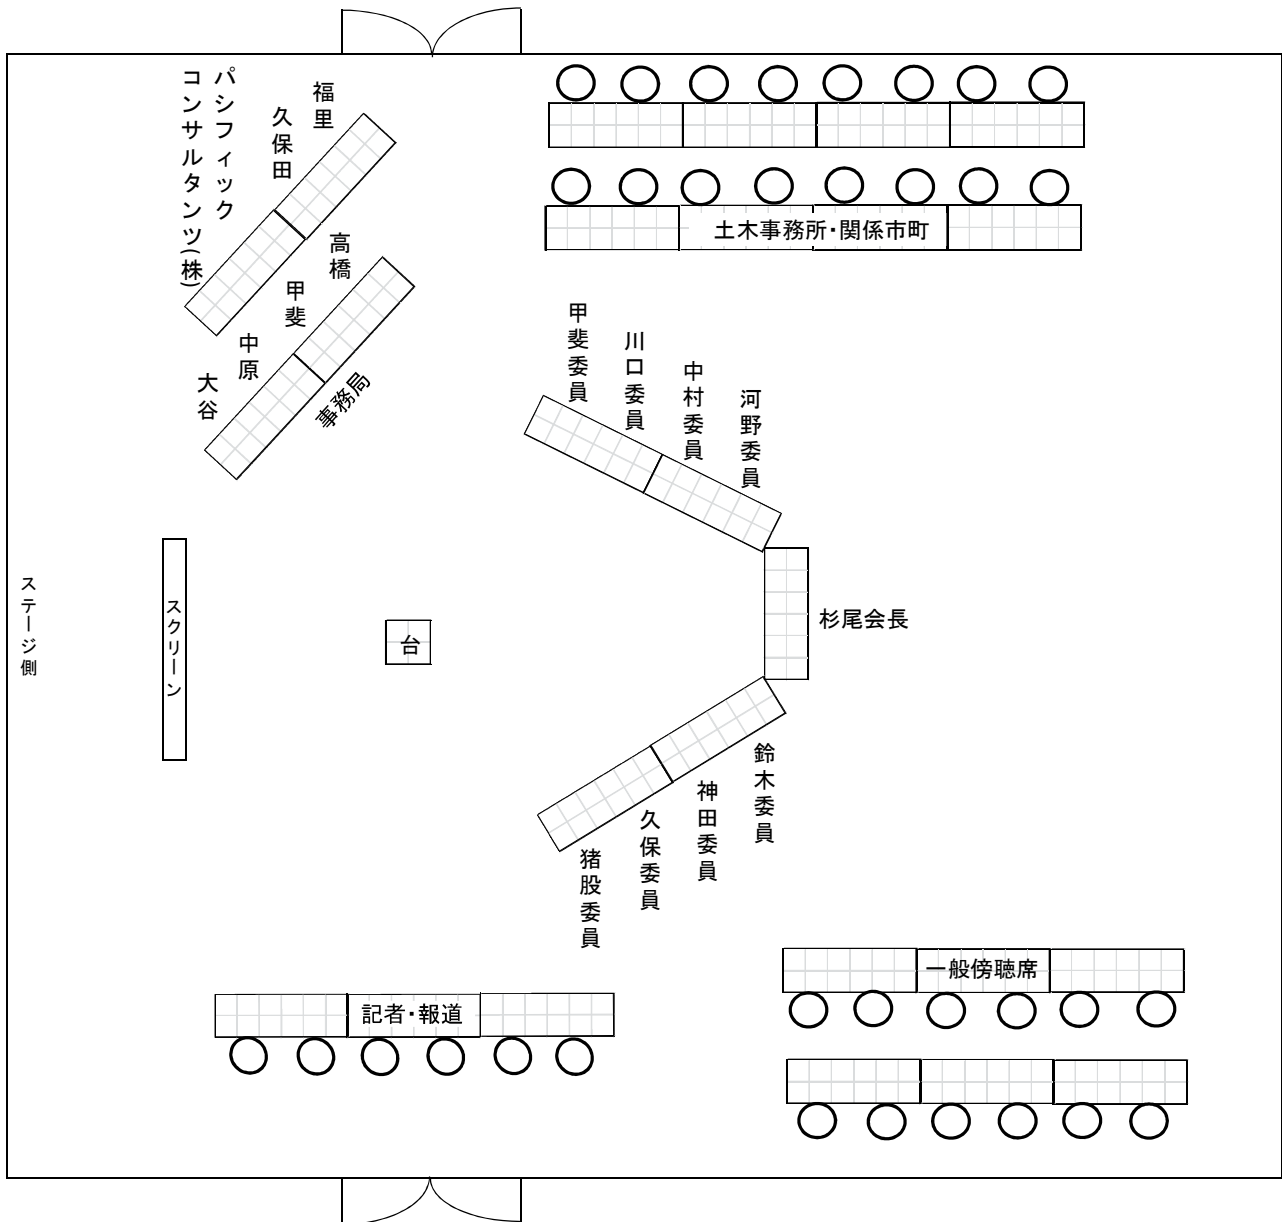 パシフィック
コンサルタンツ(株)
福里
久保田
高橋
甲斐
中原
大谷
事務局
土木事務所・関係市町
甲斐委員
川口委員
中村委員
河野委員
杉尾会長
鈴木委員
神田委員
久保委員
猪股委員
ステージ側
スクリーン
台
記者・報道
一般傍聴席